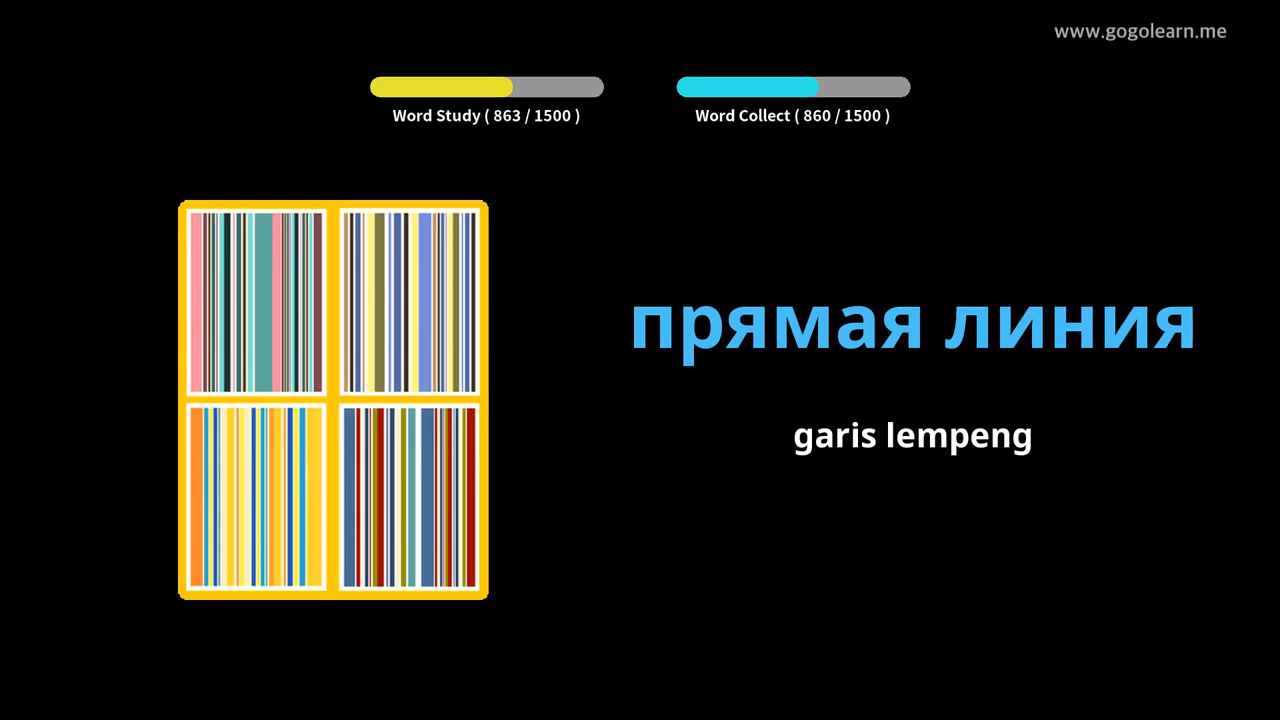 www.gogolearn.me
Word Study ( 863 / 1500 )
Word Collect ( 860 / 1500 )
прямая линия
garis lempeng